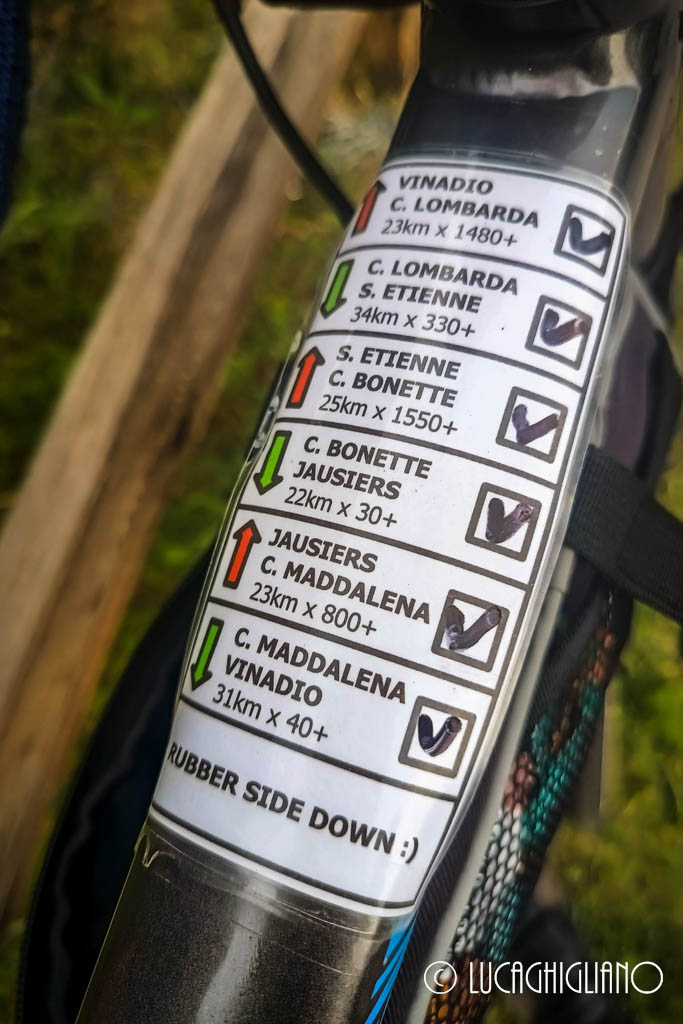 VINADIO
C. LOMBARDA
23km x 1480+
C. LOMBARDA
S. ETIENNE
34km x 330+
S. ETIENNE
C. BONETTE
25km x 1550+
C. BONETTE
JAUSIERS
22km x 30+
JAUSIERS
C. MADDALENA
23km x 800+
C. MADDALENA
VINADIO
31km x 40+
RUBBER SIDE DOWN :)
© LUCAGHIGLIANO